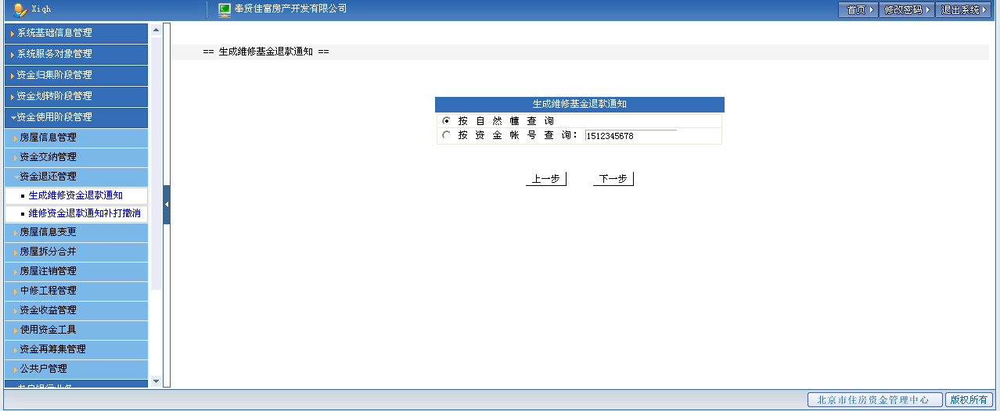 Xiqh
奉贤佳富房产开发有限公司
首页 修改密码 退出系统
系统基础信息管理
系统服务对象管理
资金归集阶段管理
资金划转阶段管理
资金使用阶段管理
房屋信息管理
资金交纳管理
资金退还管理
生成维修资金退款通知
维修资金退款通知补打撤消
房屋信息变更
房屋拆分合并
房屋注销管理
中修工程管理
资金收益管理
使用资金工具
资金再筹集管理
公共户管理
== 生成维修基金退款通知 ==
生成维修基金退款通知
按 自 然 幢 查 询
按 资 金 帐 号 查 询： 1512345678
上一步 下一步
北京市住房资金管理中心 版权所有